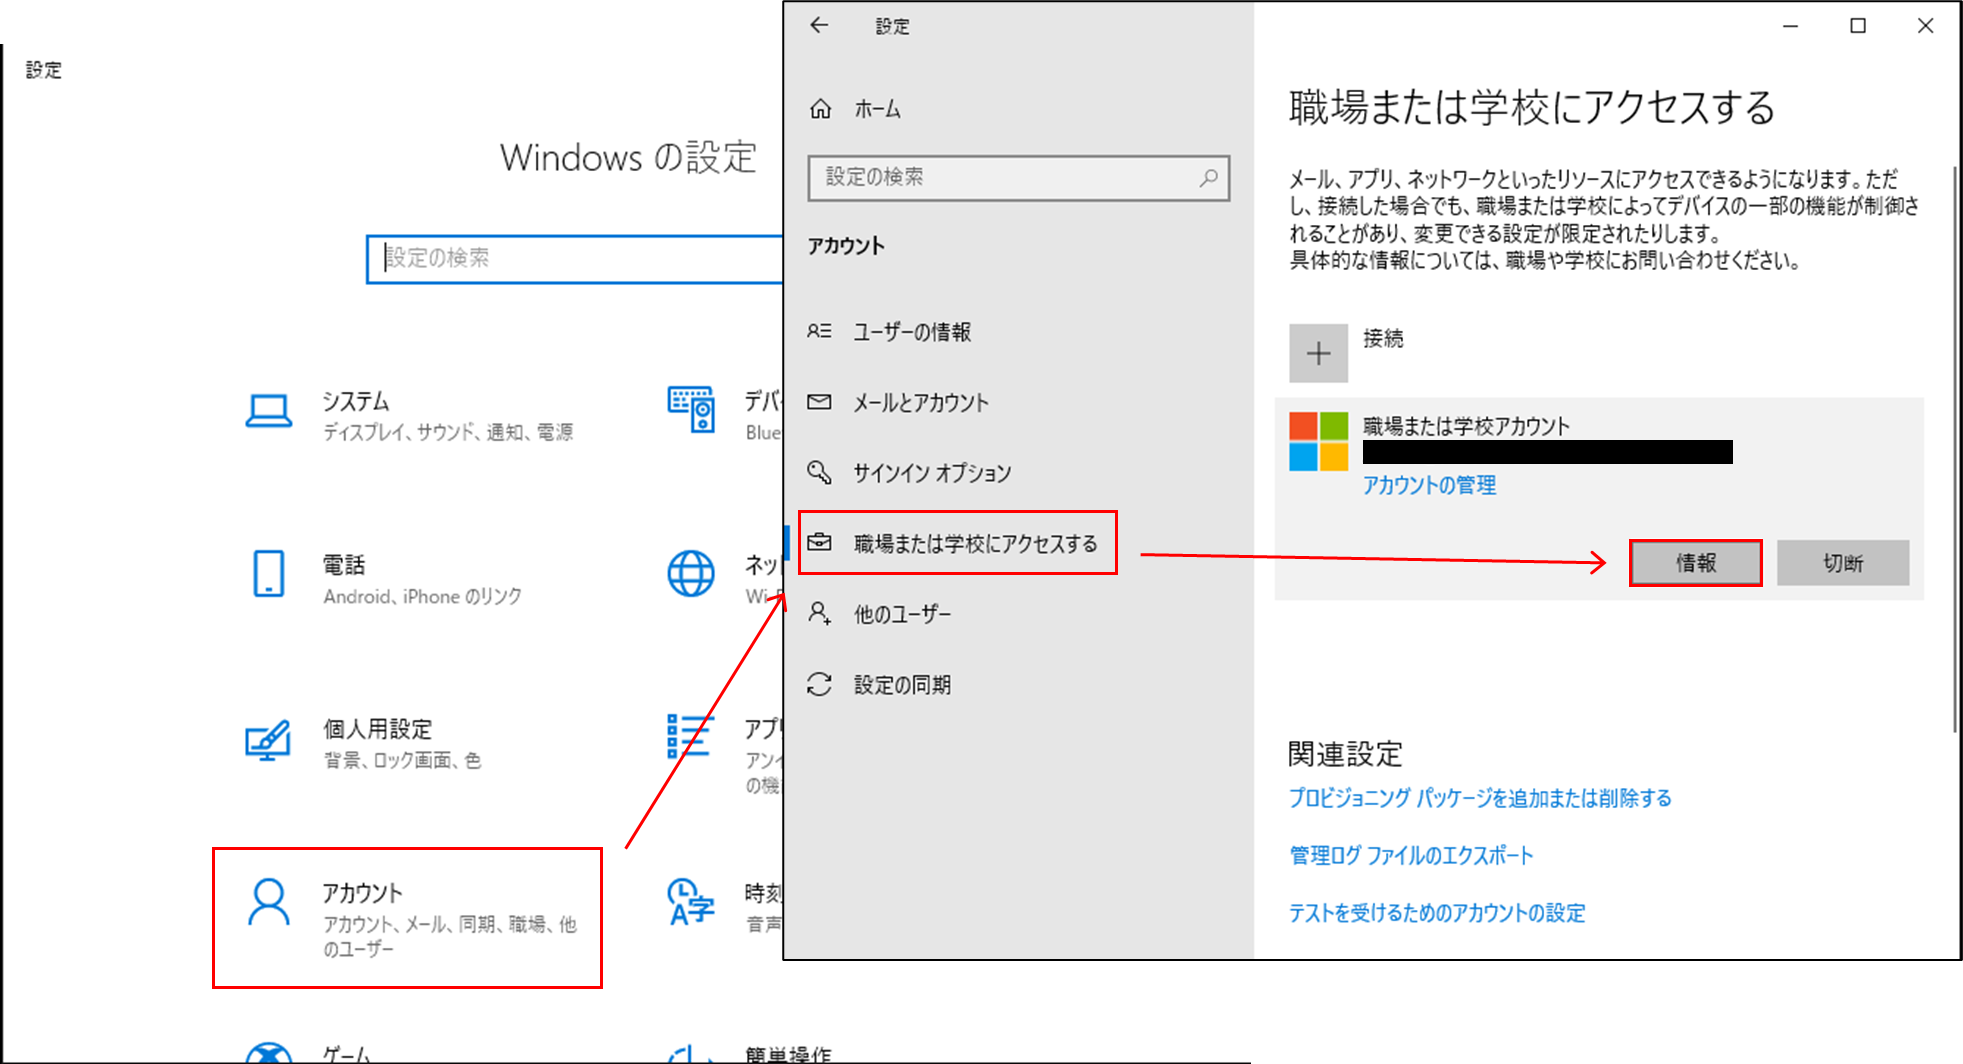 設定
Windows の設定
設定の検索
システム
ディスプレイ、サウンド、通知、電源
デバ
Blue
電話
Android、iPhone のリンク
ネッ
Wi-F
個人用設定
背景、ロック画面、色
アプ
アンイ
の機
アカウント
アカウント、メール、同期、職場、他
のユーザー
時刻
音声
ゲーム
簡単操作
設定
ホーム
設定の検索
アカウント
ユーザーの情報
メールとアカウント
サインイン オプション
職場または学校にアクセスする
他のユーザー
設定の同期
職場または学校にアクセスする
メール、アプリ、ネットワークといったリソースにアクセスできるようになります。ただ
し、接続した場合でも、職場または学校によってデバイスの一部の機能が制御さ
れることがあり、変更できる設定が限定されたりします。
具体的な情報については、職場や学校にお問い合わせください。
接続
職場または学校アカウント
アカウントの管理
情報
切断
関連設定
プロビジョニング パッケージを追加または削除する
管理ログ ファイルのエクスポート
テストを受けるためのアカウントの設定